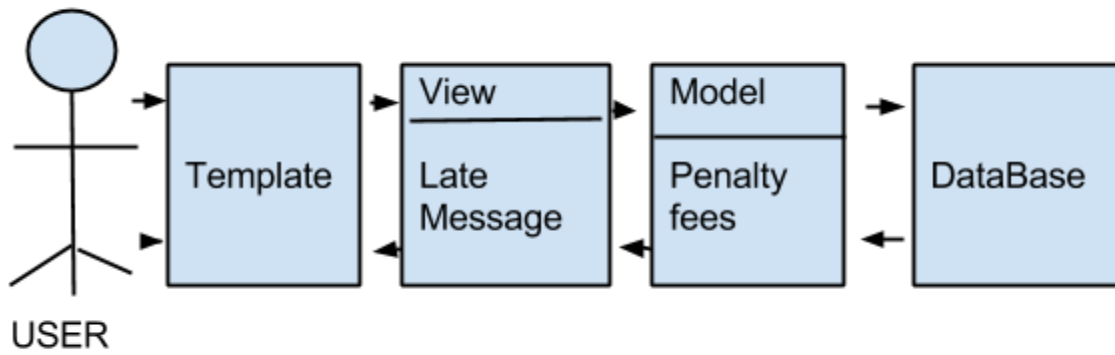 Template
View
Late
Message
Model
Penalty
fees
DataBase
USER